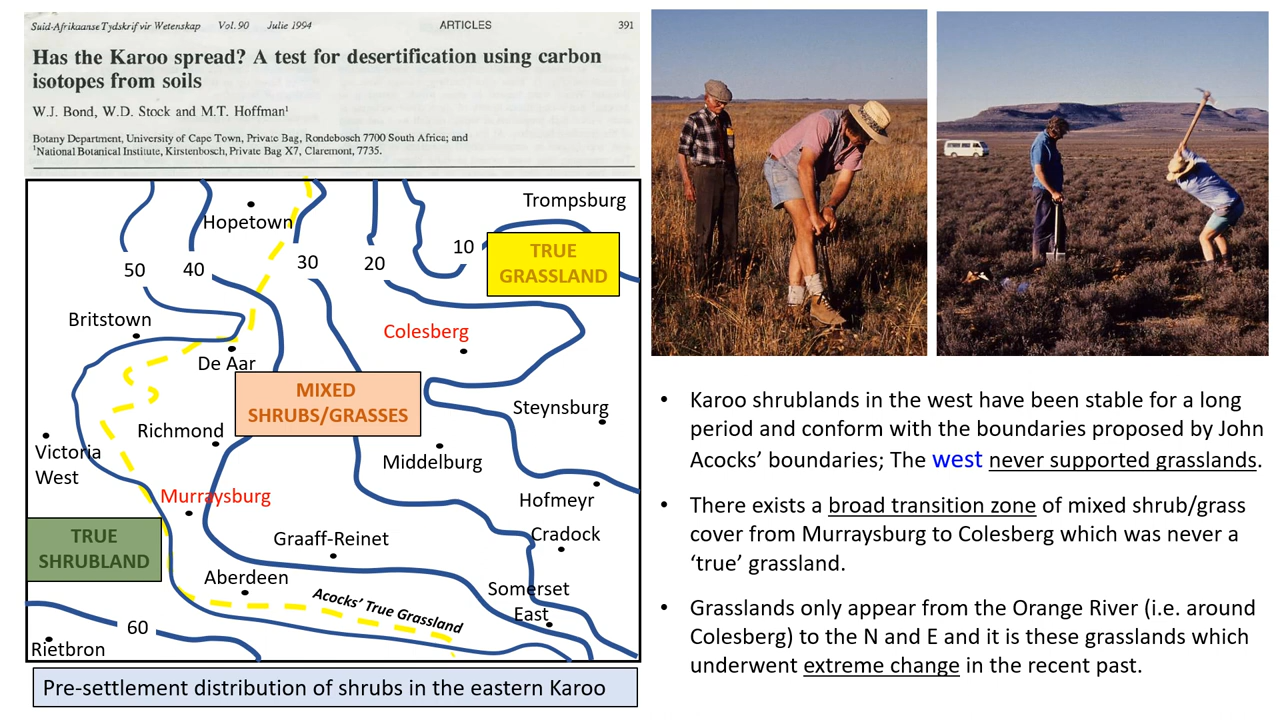 Suid-Afrikaanse Tydskrif vir Wetenskap Vol. 90 Julie 1994 ARTICLES 391
Has the Karoo spread? A test for desertification using carbon
isotopes from soils
W.J. Bond, W.D. Stock and M.T. Hoffman¹
Botany Department, University of Cape Town, Private Bag, Rondebosch 7700 South Africa; and
¹National Botanical Institute, Kirstenbosch, Private Bag X7, Claremont, 7735.
Trompsburg
Hopetown
10
TRUE
GRASSLAND
50
40
30
20
Britstown
Colesberg
De Aar
MIXED
SHRUBS/GRASSES
Steynsburg
Richmond
Victoria
West
Middelburg
Murraysburg
Hofmeyr
TRUE
SHRUBLAND
Graaff-Reinet
Cradock
Aberdeen
Somerset
East
Acocks' True Grassland
60
Rietbron
Pre-settlement distribution of shrubs in the eastern Karoo
• Karoo shrublands in the west have been stable for a long
period and conform with the boundaries proposed by John
Acocks’ boundaries; The west never supported grasslands.
• There exists a broad transition zone of mixed shrub/grass
cover from Murraysburg to Colesberg which was never a
‘true’ grassland.
• Grasslands only appear from the Orange River (i.e. around
Colesberg) to the N and E and it is these grasslands which
underwent extreme change in the recent past.